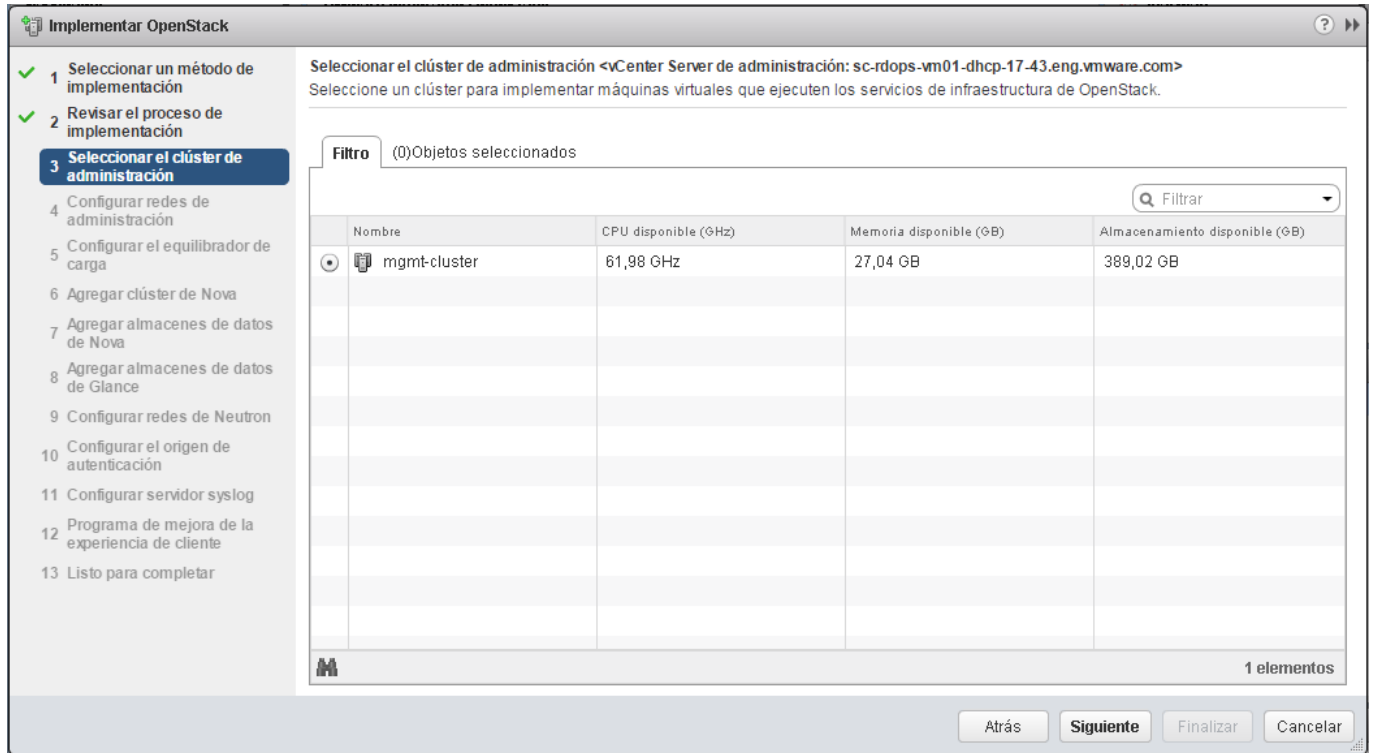 Implementar OpenStack
?
1 Seleccionar un método de
implementación
2 Revisar el proceso de
implementación
3 Seleccionar el clúster de
administración
4 Configurar redes de
administración
5 Configurar el equilibrador de
carga
6 Agregar clúster de Nova
7 Agregar almacenes de datos
de Nova
8 Agregar almacenes de datos
de Glance
9 Configurar redes de Neutron
10 Configurar el origen de
autenticación
11 Configurar servidor syslog
12 Programa de mejora de la
experiencia de cliente
13 Listo para completar
Seleccionar el clúster de administración <vCenter Server de administración: sc-rdops-vm01-dhcp-17-43.eng.vmware.com>
Seleccione un clúster para implementar máquinas virtuales que ejecuten los servicios de infraestructura de OpenStack.
Filtro (0)Objetos seleccionados
Filtrar
Nombre CPU disponible (GHz) Memoria disponible (GB) Almacenamiento disponible (GB)
mgmt-cluster 61,98 GHz 27,04 GB 389,02 GB
1 elementos
Atrás Siguiente Finalizar Cancelar